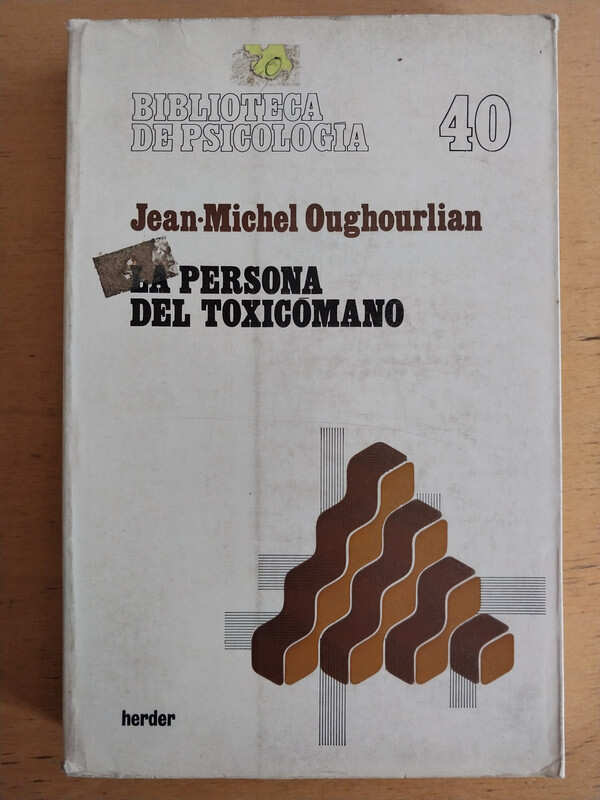 BIBLIOTECA
DE PSICOLOGÍA
40
Jean-Michel Oughourlian
LA PERSONA
DEL TOXICÓMANO
herder